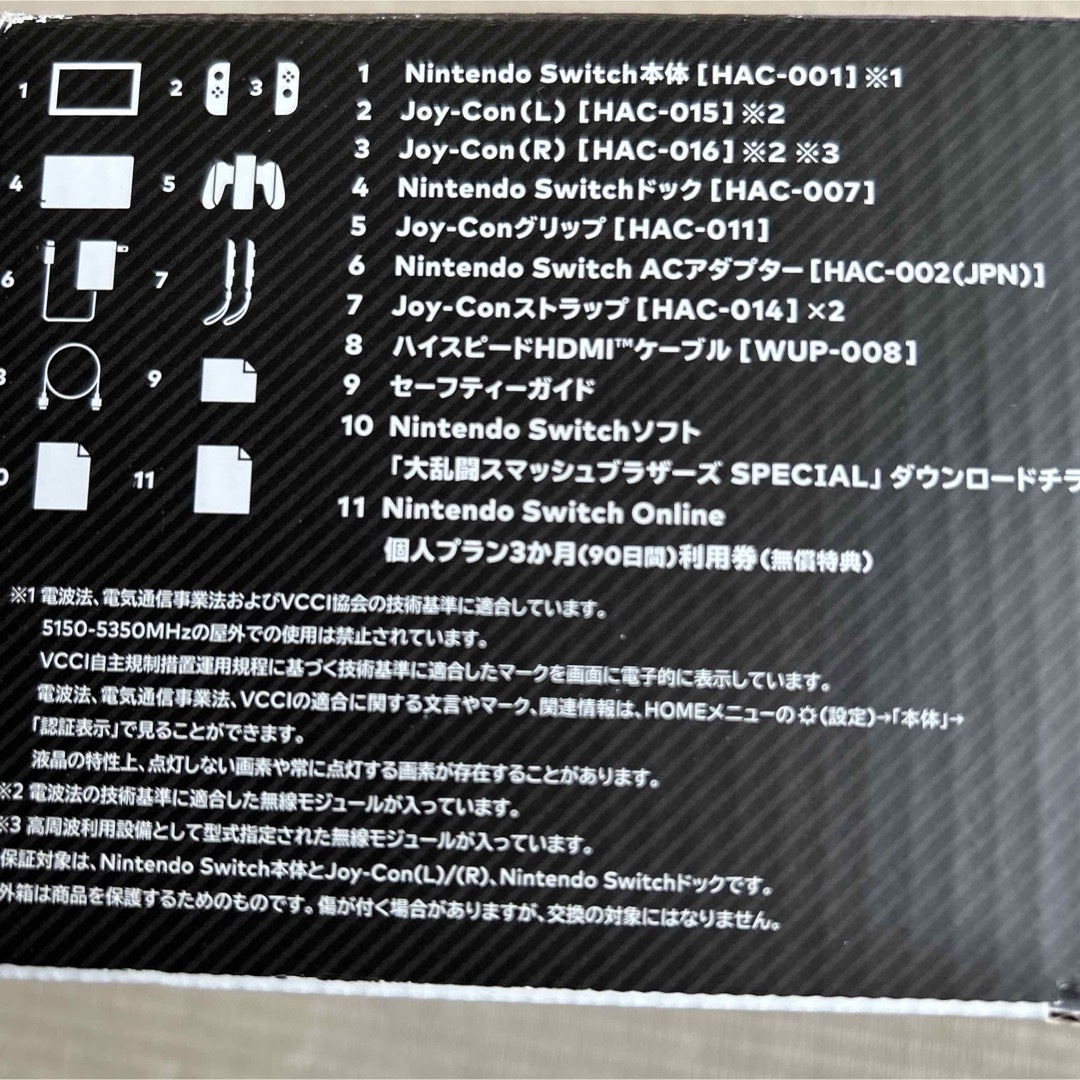 1 2 3
4 5
6 7
8 9
10 11
1 Nintendo Switch本体 [HAC-001] ※1
2 Joy-Con(L) [HAC-015] ※2
3 Joy-Con(R) [HAC-016] ※2 ※3
4 Nintendo Switchドック [HAC-007]
5 Joy-Conグリップ [HAC-011]
6 Nintendo Switch ACアダプター [HAC-002(JPN)]
7 Joy-Conストラップ [HAC-014] ×2
8 ハイスピードHDMI™ケーブル [WUP-008]
9 セーフティーガイド
10 Nintendo Switchソフト
「大乱闘スマッシュブラザーズ SPECIAL」ダウンロードチラ
11 Nintendo Switch Online
個人プラン3か月(90日間)利用券(無償特典)
※1 電波法、電気通信事業法およびVCCI協会の技術基準に適合しています。
5150-5350MHzの屋外での使用は禁止されています。
VCCI自主規制措置運用規程に基づく技術基準に適合したマークを画面に電子的に表示しています。
電波法、電気通信事業法、VCCIの適合に関する文言やマーク、関連情報は、HOMEメニューの(設定)→「本体」→
「認証表示」で見ることができます。
液晶の特性上、点灯しない画素や常に点灯する画素が存在することがあります。
※2 電波法の技術基準に適合した無線モジュールが入っています。
※3 高周波利用設備として型式指定された無線モジュールが入っています。
保証対象は、Nintendo Switch本体とJoy-Con(L)/(R)、Nintendo Switchドックです。
外箱は商品を保護するためのものです。傷が付く場合がありますが、交換の対象にはなりません。